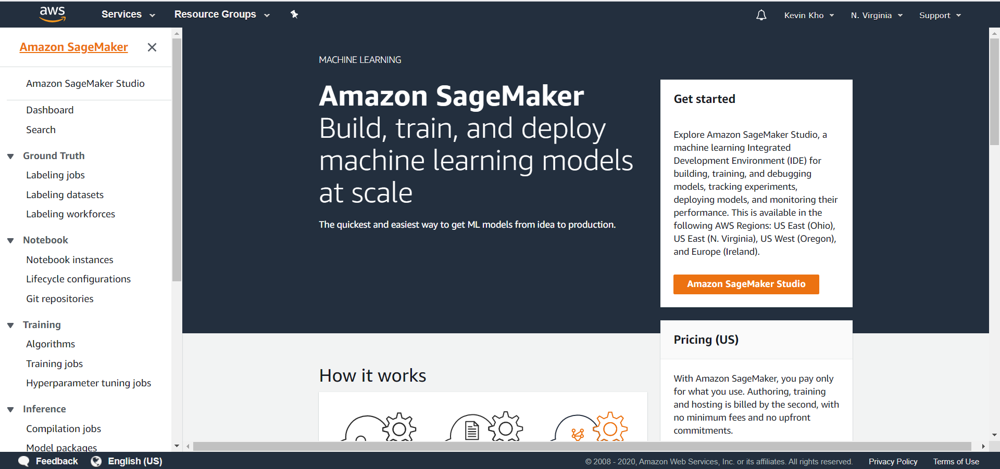 aws
Services
Resource Groups
Kevin Kho
N. Virginia
Support
Amazon SageMaker
Amazon SageMaker Studio
Dashboard
Search
Ground Truth
Labeling jobs
Labeling datasets
Labeling workforces
Notebook
Notebook instances
Lifecycle configurations
Git repositories
Training
Algorithms
Training jobs
Hyperparameter tuning jobs
Inference
Compilation jobs
Model packages
MACHINE LEARNING
Amazon SageMaker
Build, train, and deploy
machine learning models
at scale
The quickest and easiest way to get ML models from idea to production.
How it works
Get started
Explore Amazon SageMaker Studio, a
machine learning Integrated
Development Environment (IDE) for
building, training, and debugging
models, tracking experiments,
deploying models, and monitoring their
performance. This is available in the
following AWS Regions: US East (Ohio),
US East (N. Virginia), US West (Oregon),
and Europe (Ireland).
Amazon SageMaker Studio
Pricing (US)
With Amazon SageMaker, you pay only
for what you use. Authoring, training
and hosting is billed by the second, with
no minimum fees and no upfront
commitments.
Feedback
English (US)
© 2008 - 2020, Amazon Web Services, Inc. or its affiliates. All rights reserved.
Privacy Policy
Terms of Use